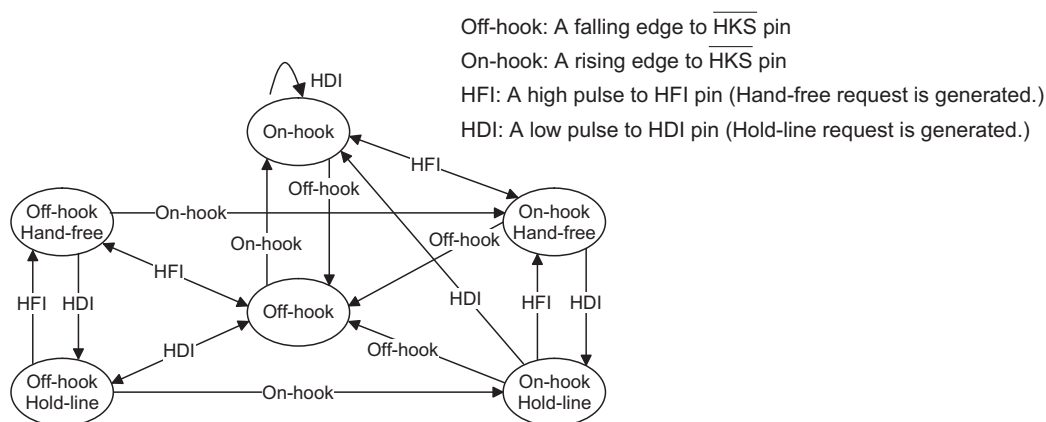 Off-hook: A falling edge to HKS pin
On-hook: A rising edge to HKS pin
HFI: A high pulse to HFI pin (Hand-free request is generated.)
HDI: A low pulse to HDI pin (Hold-line request is generated.)
HDI
On-hook
HFI
Off-hook
Off-hook
Hand-free
On-hook
On-hook
Hand-free
On-hook
Off-hook
HFI
HFI
HDI
Off-hook
HDI
HFI
HDI
HDI
Off-hook
Off-hook
Hold-line
On-hook
On-hook
Hold-line